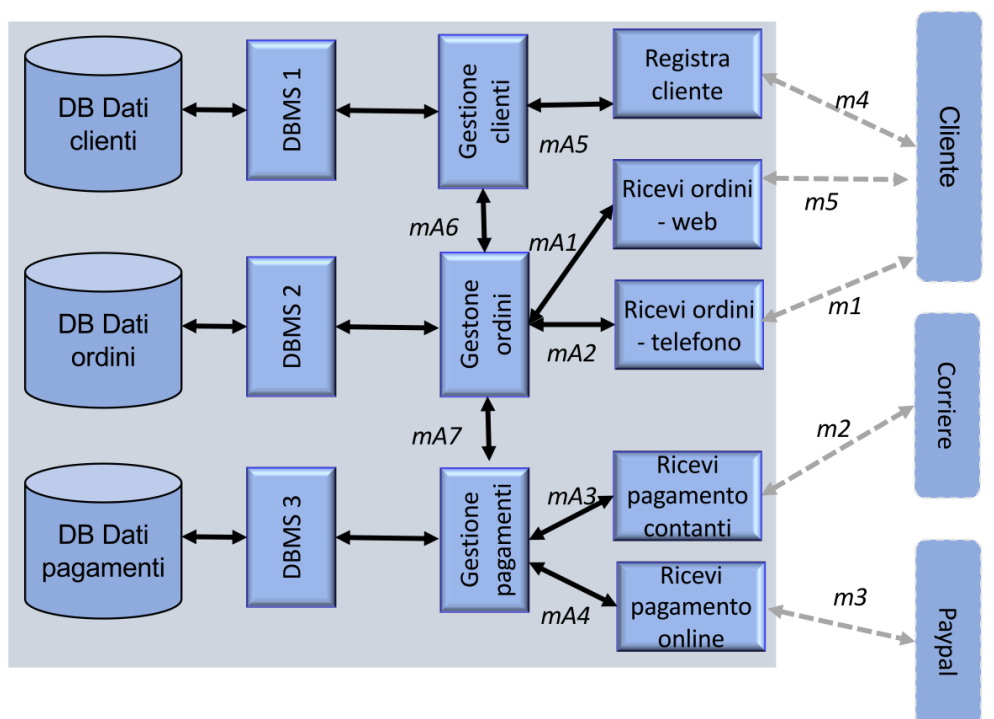 DB Dati
clienti
DBMS 1
Gestione
clienti
mA5
Registra
cliente
m4
Cliente
mA6
mA1
Ricevi ordini
- web
m5
DB Dati
ordini
DBMS 2
Gestone
ordini
mA2
Ricevi ordini
- telefono
m1
Corriere
mA7
m2
DB Dati
pagamenti
DBMS 3
Gestione
pagamenti
mA3
Ricevi
pagamento
contanti
mA4
Ricevi
pagamento
online
m3
Paypal